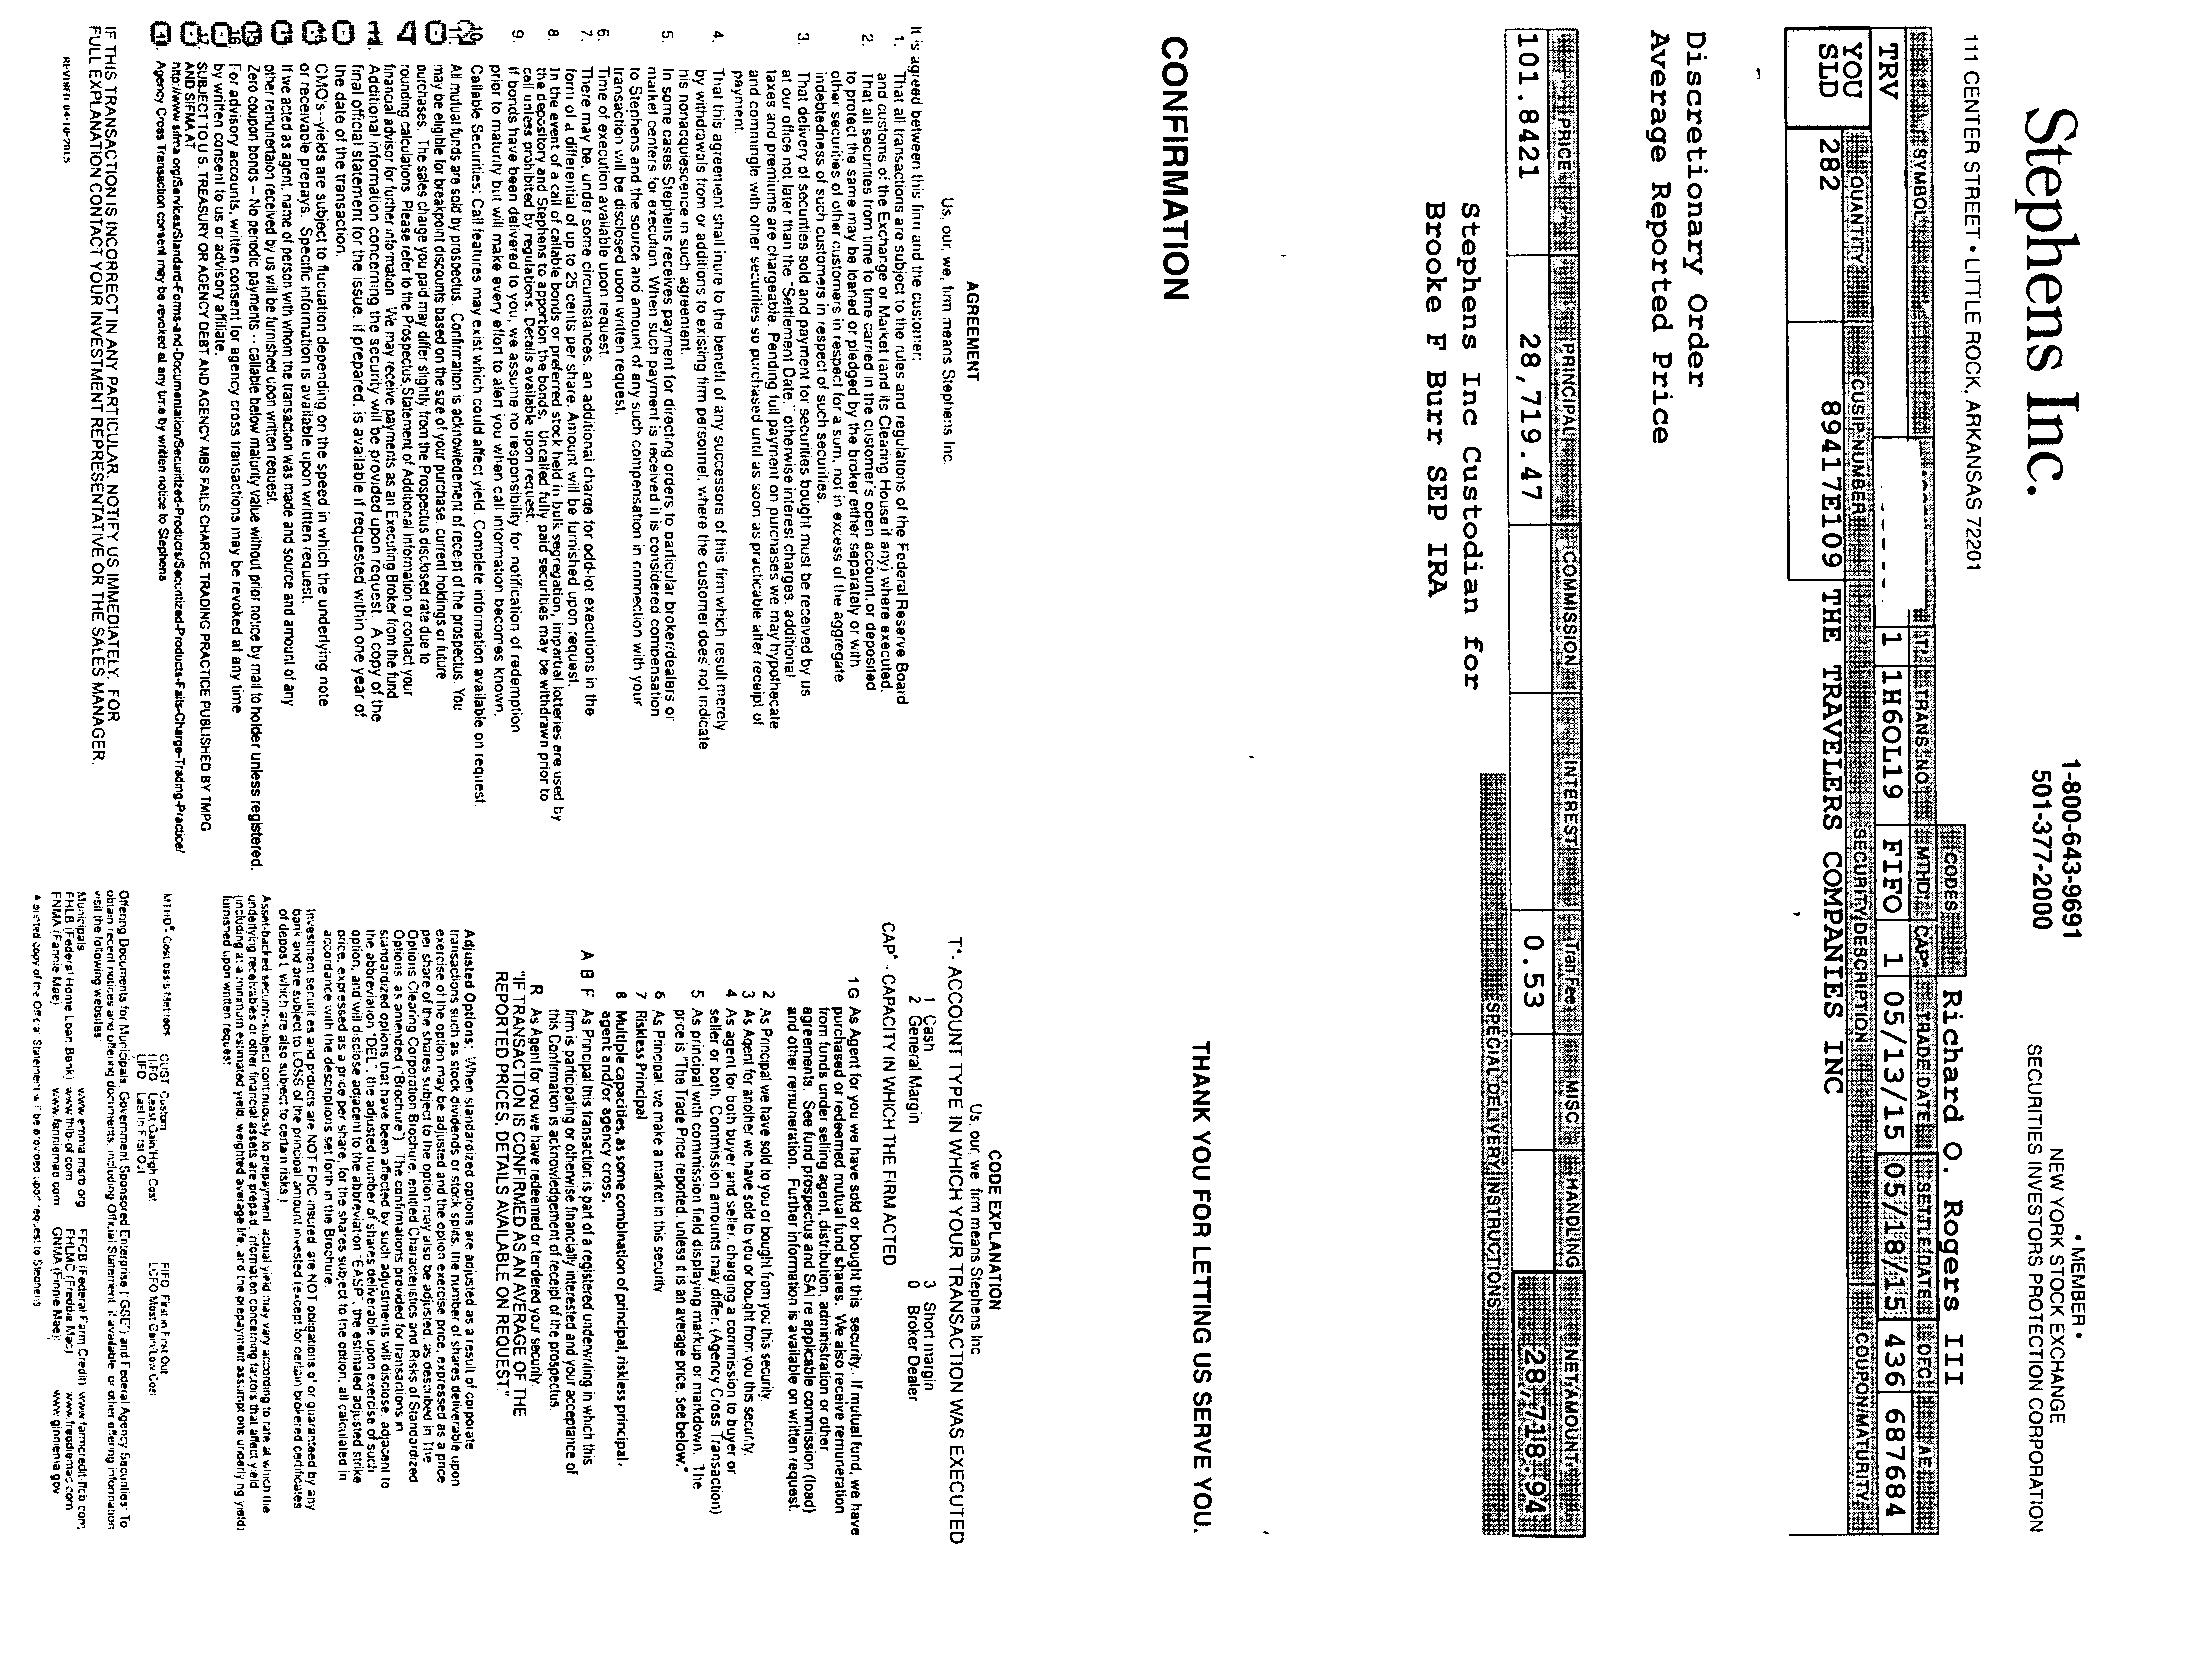 Stephens Inc.
111 CENTER STREET • LITTLE ROCK, ARKANSAS 72201
1-800-643-9691
501-377-2000
• MEMBER •
NEW YORK STOCK EXCHANGE
SECURITIES INVESTORS PROTECTION CORPORATION
CODES Richard O. Rogers III
SYMBOL T* TRANS NO. MTHD* CAP* TRADE DATE SETTLE DATE OFC AE
TRV 1 1H6OL19 FIFO 1 05/13/15 05/18/15 436 687684
YOU SLD QUANTITY CUSIP NUMBER SECURITY DESCRIPTION COUPON MATURITY
282 89417E109 THE TRAVELERS COMPANIES INC
Discretionary Order
Average Reported Price
PRICE PRINCIPAL COMMISSION INTEREST Tran Fee MISC HANDLING NET AMOUNT
101.8421 28,719.47 0.53 28,718.94
SPECIAL DELIVERY INSTRUCTIONS
Stephens Inc Custodian for
Brooke F Burr SEP IRA
CONFIRMATION
THANK YOU FOR LETTING US SERVE YOU.
AGREEMENT
Us, our, we, firm means Stephens Inc.
It is agreed between this firm and the customer:
1. That all transactions are subject to the rules and regulations of the Federal Reserve Board
and customs of the Exchange or Market (and its Clearing House if any) where executed.
2. That all securities from time to time carried in the customer's open account, or deposited
to protect the same may be loaned or pledged by the broker either separately or with
other securities of other customers in respect for a sum, not in excess of the aggregate
indebtedness of such customers in respect of such securities.
3. That delivery of securities sold and payment for securities bought must be received by us
at our office not later than the "Settlement Date," otherwise interest charges, additional
taxes and premiums are chargeable. Pending full payment on purchases we may hypothecate
and commingle with other securities so purchased until as soon as practicable after receipt of
payment.
4. That this agreement shall inure to the benefit of any successors of this firm which result merely
by withdrawals from or additions to existing firm personnel, where the customer does not indicate
his nonacquiescence in such agreement.
5. In some cases Stephens receives payment for directing orders to particular broker/dealers or
market centers for execution. When such payment is received it is considered compensation
to Stephens and the source and amount of any such compensation in connection with your
transaction will be disclosed upon written request.
6. Time of execution available upon request.
7. There may be, under some circumstances, an additional charge for odd-lot executions in the
form of a differential of up to 25 cents per share. Amount will be furnished upon request.
8. In the event of a call of callable bonds or preferred stock held in bulk segregation, impartial lotteries are used by
the depository and Stephens to apportion the bonds. Uncalled fully paid securities may be withdrawn prior to
call unless prohibited by regulations. Details available upon request.
9. If bonds have been delivered to you, we assume no responsibility for notification of redemption
prior to maturity but will make every effort to alert you when call information becomes known.
Callable Securities: Call features may exist which could affect yield. Complete information available on request.
All mutual funds are sold by prospectus. Confirmation is acknowledgement of receipt of the prospectus. You
may be eligible for breakpoint discounts based on the size of your purchase, current holdings or future
purchases. The sales charge you paid may differ slightly from the Prospectus disclosed rate due to
rounding calculations. Please refer to the Prospectus, Statement of Additional Information or contact your
financial advisor for further information. We may receive payments as an Executing Broker from the fund
Additional information concerning the security will be provided upon request. A copy of the
final official statement for the issue, if prepared, is available if requested within one year of
the date of the transaction.
CMO's--yields are subject to fluctuation depending on the speed in which the underlying note
or receivable prepays. Specific information is available upon written request.
If we acted as agent, name of person with whom the transaction was made and source and amount of any
other remuneration received by us will be furnished upon written request.
Zero coupon bonds -- No periodic payments -- callable below maturity value without prior notice by mail to holder unless registered.
For advisory accounts, written consent for agency cross transactions may be revoked at any time
by written consent to us or advisory affiliate.
SUBJECT TO U.S. TREASURY OR AGENCY DEBT AND AGENCY MBS FAILS CHARGE TRADING PRACTICE PUBLISHED BY TMPG
AND SIFMA AT
http://www.sifma.org/Services/Standard-Forms-and-Documentation/Securitized-Products/Securitized-Products-Fails-Charge-Trading-Practice/
Agency Cross Transaction consent may be revoked at any time by written notice to Stephens
00000001402
IF THIS TRANSACTION IS INCORRECT IN ANY PARTICULAR, NOTIFY US IMMEDIATELY. FOR
FULL EXPLANATION CONTACT YOUR INVESTMENT REPRESENTATIVE OR THE SALES MANAGER.
REVISED 04-10-2015
CODE EXPLANATION
Us, our, we firm means Stephens Inc
T* - ACCOUNT TYPE IN WHICH YOUR TRANSACTION WAS EXECUTED
1 Cash 3 Short margin
2 General Margin 0 Broker Dealer
CAP* - CAPACITY IN WHICH THE FIRM ACTED
1G As Agent for you we have sold or bought this security. If mutual fund, we have
purchased or redeemed mutual fund shares. We also receive remuneration
from funds under selling agent, distribution, administration or other
agreements. See fund prospectus and SAI re applicable commission (load)
and other remuneration. Further information is available on written request.
2 As Principal we have sold to you or bought from you this security.
3 As Agent for another we have sold to you or bought from you this security.
4 As agent for both buyer and seller, charging a commission to buyer or
seller or both. Commission amounts may differ. (Agency Cross Transaction)
5 As principal with commission field displaying markup or markdown. The
price is "The Trade Price reported, unless it is an average price, see below."
6 As Principal, we make a market in this security
7 Riskless Principal
8 Multiple capacities, as some combination of principal, riskless principal,
agent and/or agency cross.
A B F As Principal this transaction is part of a registered underwriting in which this
firm is participating or otherwise financially interested and your acceptance of
this Confirmation is acknowledgement of receipt of the prospectus.
R As Agent for you we have redeemed or tendered your security.
"IF TRANSACTION IS CONFIRMED AS AN AVERAGE OF THE
REPORTED PRICES, DETAILS AVAILABLE ON REQUEST."
Adjusted Options: When standardized options are adjusted as a result of corporate
transactions such as stock dividends or stock splits, the number of shares deliverable upon
exercise of the option may be adjusted and the option exercise price, expressed as a price
per share of the shares subject to the option may also be adjusted, as described in The
Options Clearing Corporation Brochure, entitled Characteristics and Risks of Standardized
Options, as amended ("Brochure"). The confirmations provided for transactions in
standardized options that have been affected by such adjustments will disclose, adjacent to
the abbreviation "DEL", the adjusted number of shares deliverable upon exercise of such
option, and will disclose adjacent to the abbreviation "EASP", the estimated adjusted strike
price, expressed as a price per share, for the shares subject to the option, all calculated in
accordance with the descriptions set forth in the Brochure.
Investment securities and products are NOT FDIC insured, are NOT obligations of or guaranteed by any
bank and are subject to LOSS of the principal amount invested (except for certain brokered certificates
of deposit which are also subject to certain risks.)
Asset-backed security-subject continuously to prepayment, actual yield may vary according to rate at which the
underlying receivables or other financial assets are prepaid, information concerning factors that affect yield
(including at a minimum estimated yield, weighted average life, and the prepayment assumptions underlying yield)
furnished upon written request.
MTHD* Cost basis Methods CUST Custom FIFO First in First Out
LIFO Last In First Out
Offering Documents for Municipals, Government Sponsored Enterprise ("GSE") and Federal Agency Securities: To
obtain recent notices and offering documents, including Official Statement, if available or other offering information
visit the following websites:
Municipals www.emma.msrb.org FFCB (Federal Farm Credit) www.farmcredit-ffcb.com
FHLB (Federal Home Loan Bank) www.fhlb-of.com FHLMC (Freddie Mac) www.freddiemac.com
FNMA (Fannie Mae) www.fanniemae.com GNMA (Ginnie Mae) www.ginniemae.gov
A printed copy of the Official Statement will be provided upon request to Stephens